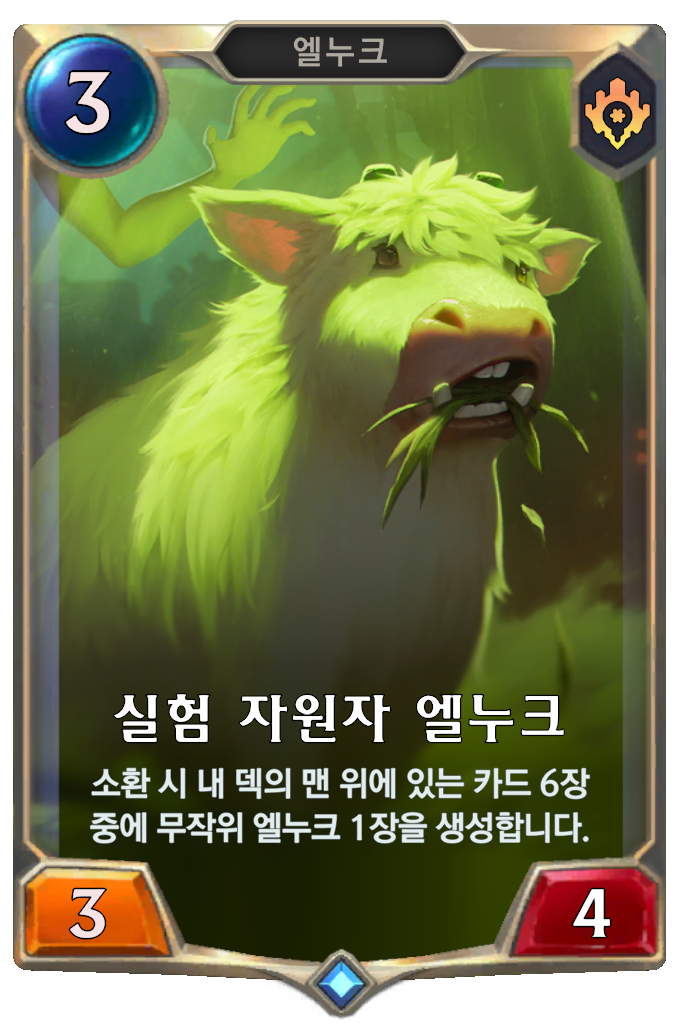 엘누크
3
실험 자원자 엘누크
소환 시 내 덱의 맨 위에 있는 카드 6장
중에 무작위 엘누크 1장을 생성합니다.
3
4